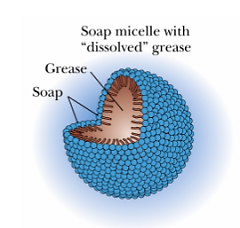 Soap micelle with
“dissolved” grease
Grease
Soap